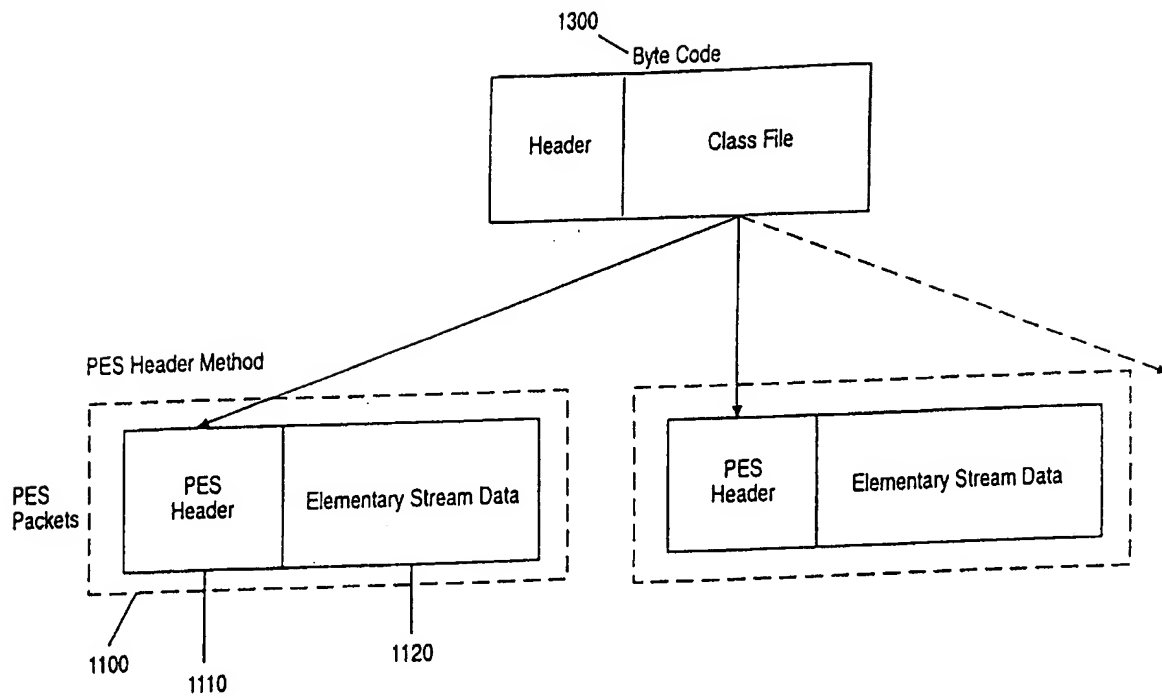 1300
Byte Code
Header
Class File
PES Header Method
PES
Packets
PES
Header
Elementary Stream Data
PES
Header
Elementary Stream Data
1100
1110
1120